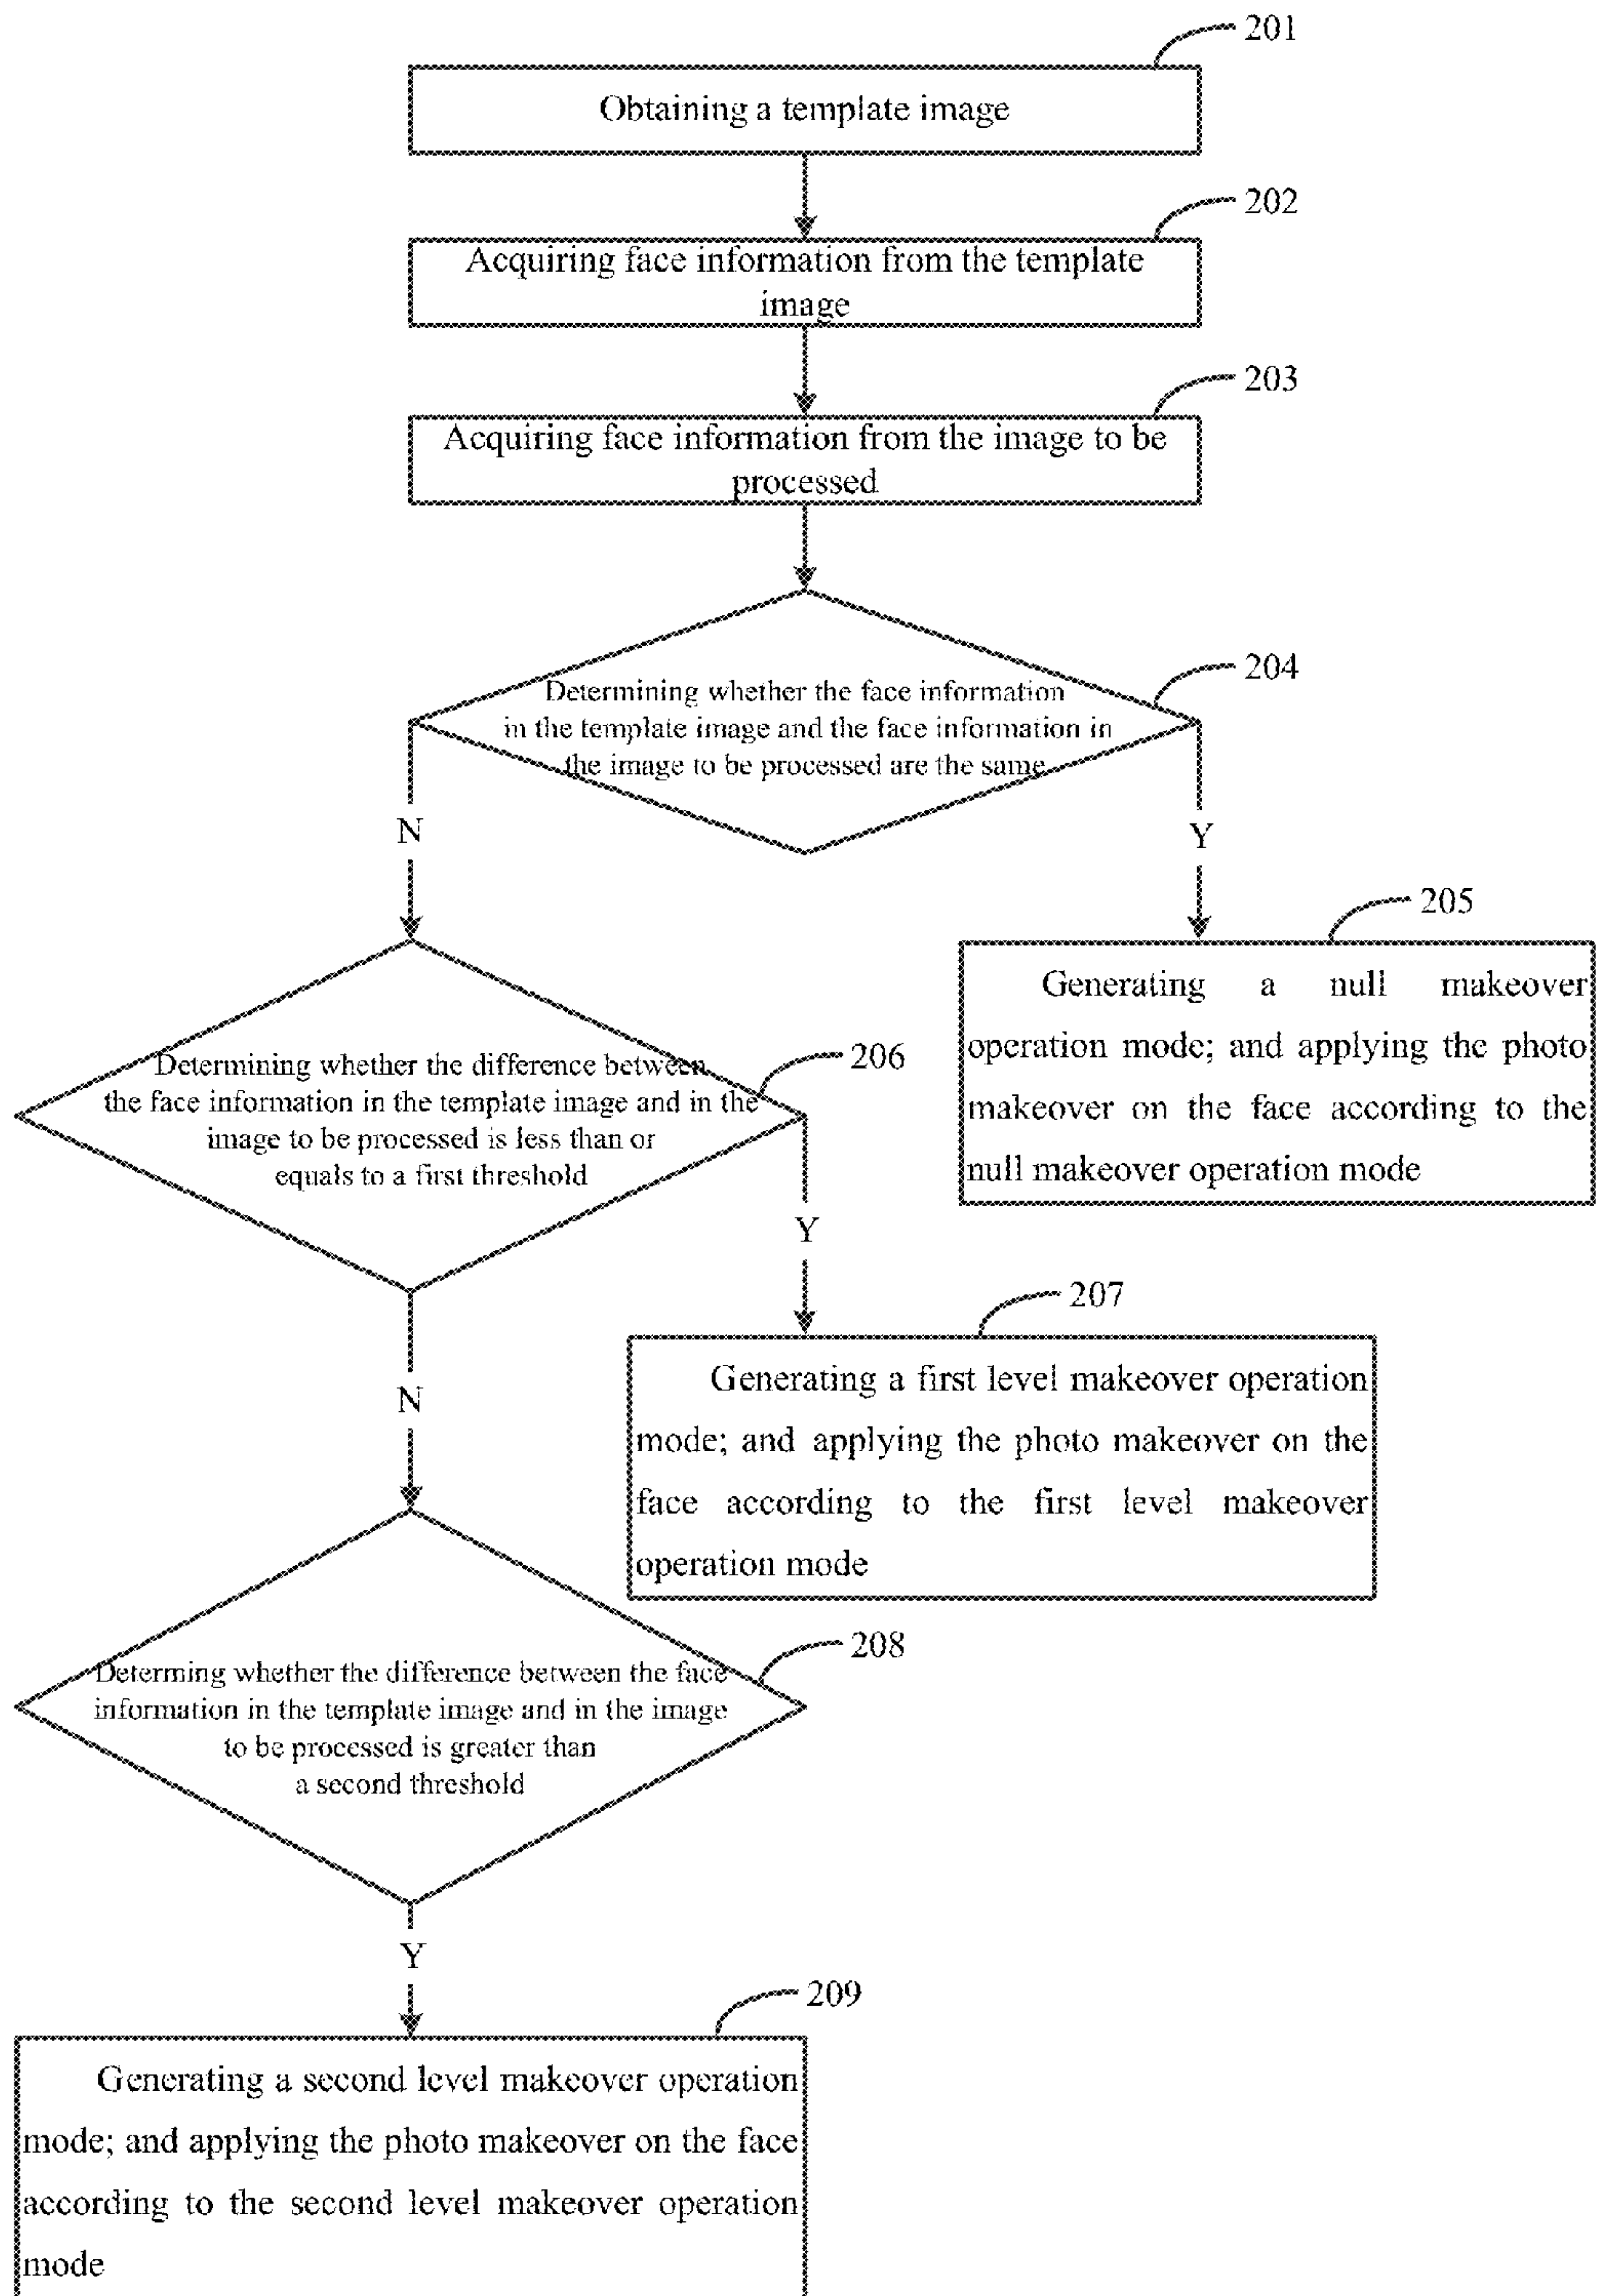 201
Obtaining a template image
202
Acquiring face information from the template
image
203
Acquiring face information from the image to be
processed
204
Determining whether the face information
in the template image and the face information in
the image to be processed are the same
N
Y
205
Generating a null makeover
operation mode; and applying the photo
makeover on the face according to the
null makeover operation mode
206
Determining whether the difference between
the face information in the template image and in the
image to be processed is less than or
equals to a first threshold
Y
N
207
Generating a first level makeover operation
mode; and applying the photo makeover on the
face according to the first level makeover
operation mode
208
Determing whether the difference between the face
information in the template image and in the image
to be processed is greater than
a second threshold
Y
209
Generating a second level makeover operation
mode; and applying the photo makeover on the face
according to the second level makeover operation
mode